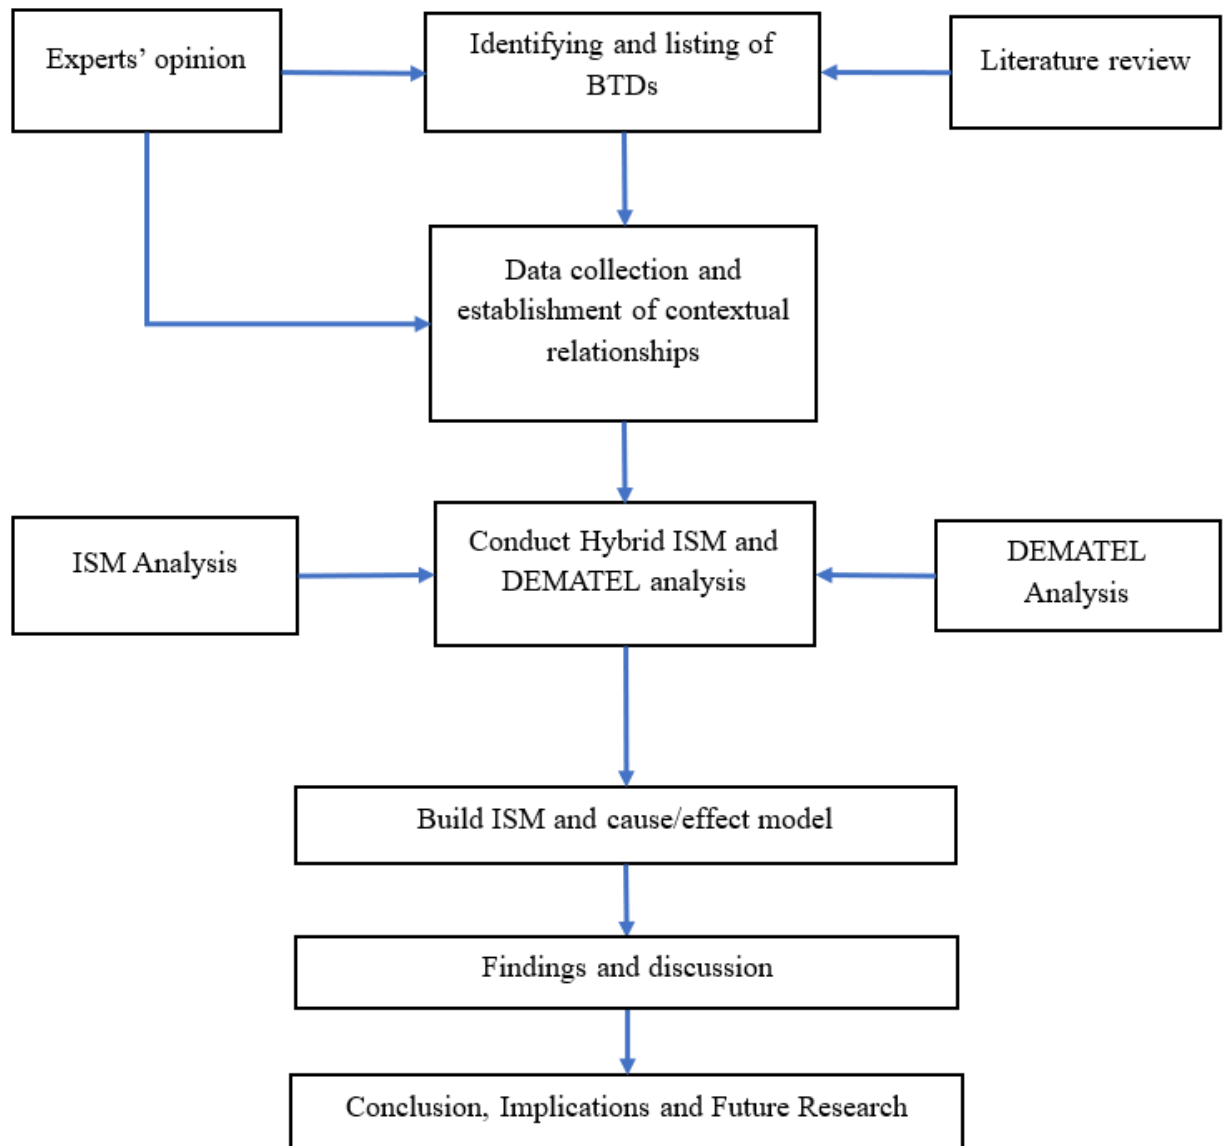 Experts’ opinion
Identifying and listing of
BTDs
Literature review
Data collection and
establishment of contextual
relationships
ISM Analysis
Conduct Hybrid ISM and
DEMATEL analysis
DEMATEL
Analysis
Build ISM and cause/effect model
Findings and discussion
Conclusion, Implications and Future Research